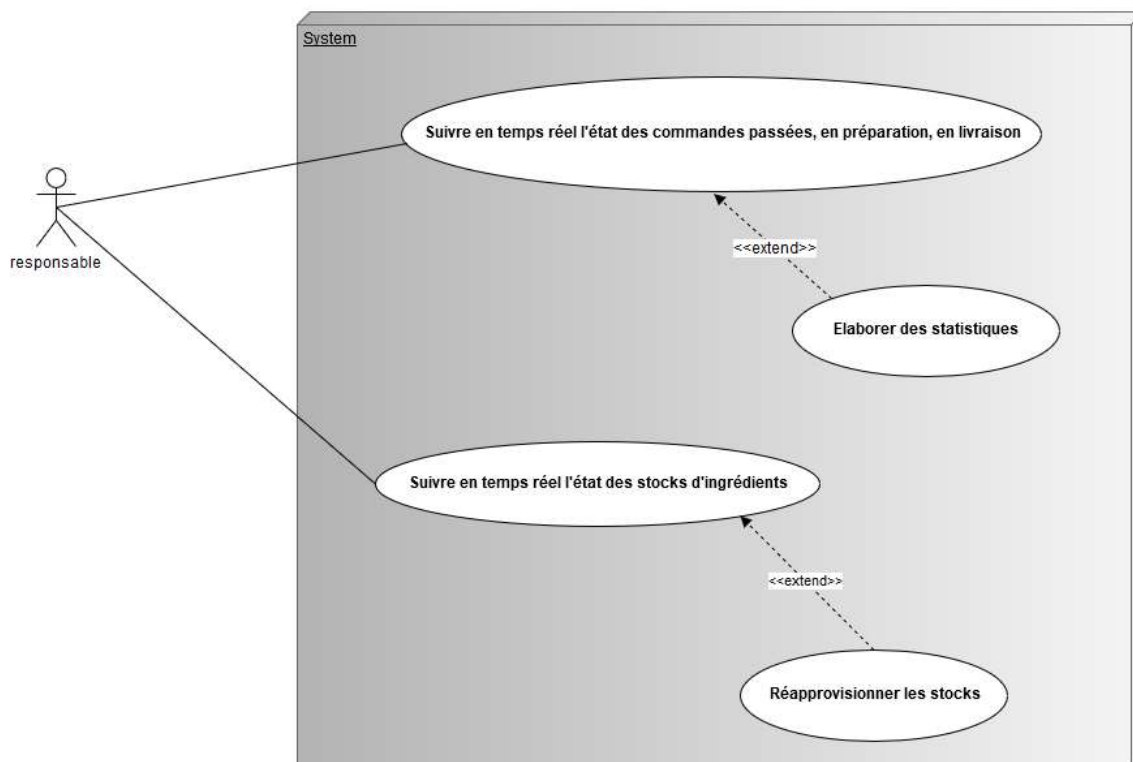 System
Suivre en temps réel l'état des commandes passées, en préparation, en livraison
responsable
<<extend>>
Elaborer des statistiques
Suivre en temps réel l'état des stocks d'ingrédients
<<extend>>
Réapprovisionner les stocks